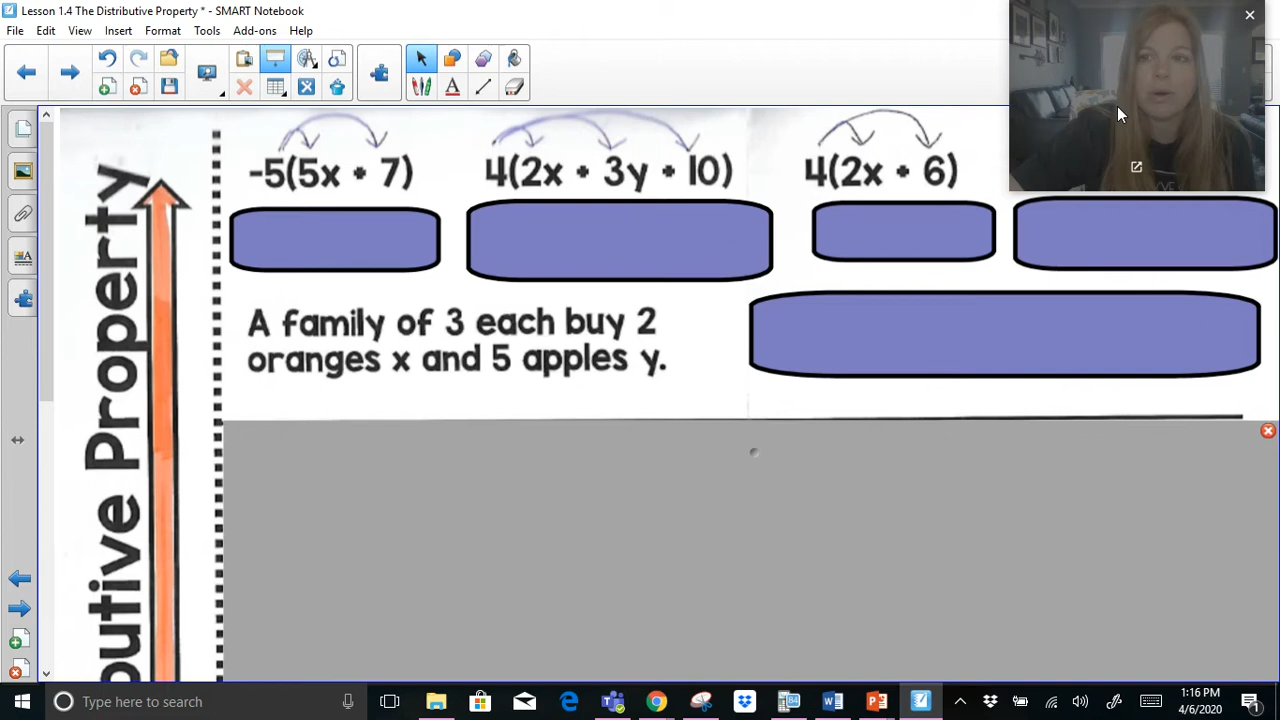 Lesson 1.4 The Distributive Property * - SMART Notebook
File Edit View Insert Format Tools Add-ons Help
-5(5x + 7) 4(2x + 3y + 10) 4(2x + 6)
A family of 3 each buy 2
oranges x and 5 apples y.
utive Property
Type here to search
1:16 PM
4/6/2020
1